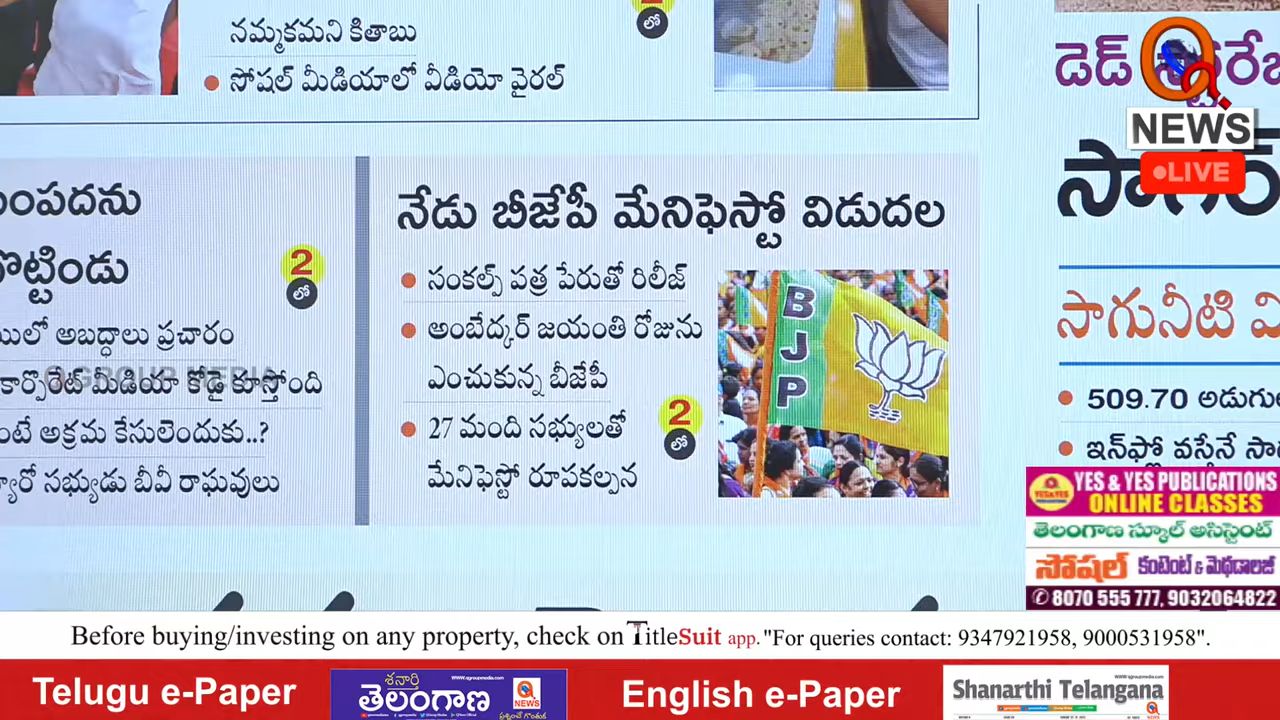 నమ్మకమని కితాబు
సోషల్ మీడియాలో వీడియో వైరల్
2
లో
నేడు బీజేపీ మేనిఫెస్టో విడుదల
సంకల్ప్ పత్ర పేరుతో రిలీజ్
అంబేద్కర్ జయంతి రోజును
ఎంచుకున్న బీజేపీ
27 మంది సభ్యులతో
మేనిఫెస్టో రూపకల్పన
2
లో
BJP
అబద్ధాలు ప్రచారం
కార్పొరేట్ మీడియా కోడై కూస్తోంది
అక్రమ కేసులెందుకు..?
సభ్యుడు బీవీ రాఘవులు
డెడ్
సాగునీటి
509.70
ఇన్‌ఫ్లో వస్తేనే
Q
NEWS
LIVE
YES & YES PUBLICATIONS
ONLINE CLASSES
తెలంగాణ స్కూల్ అసిస్టెంట్
సోషల్ కంటెంట్ & మెథడాలజీ
8070 555 777, 9032064822
Before buying/investing on any property, check on TitleSuit app. "For queries contact: 9347921958, 9000531958".
Telugu e-Paper
శనార్తి
తెలంగాణ
Q NEWS
English e-Paper
Shanarthi Telangana